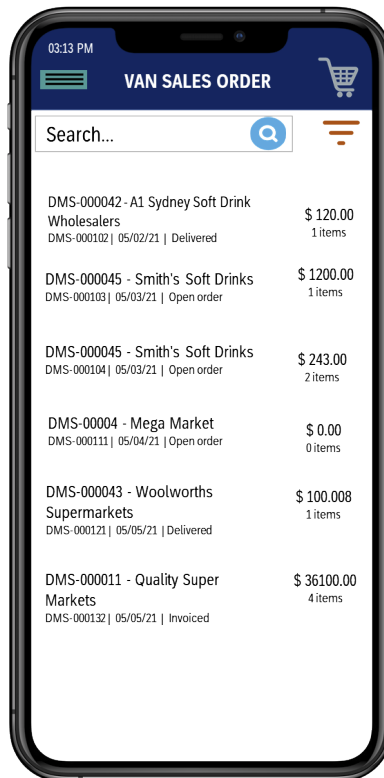 03:13 PM
VAN SALES ORDER
Search...
DMS-000042 - A1 Sydney Soft Drink
Wholesalers
$ 120.00
DMS-000102 | 05/02/21 | Delivered
1 items
DMS-000045 - Smith's Soft Drinks
$ 1200.00
DMS-000103 | 05/03/21 | Open order
1 items
DMS-000045 - Smith's Soft Drinks
$ 243.00
DMS-000104 | 05/03/21 | Open order
2 items
DMS-00004 - Mega Market
$ 0.00
DMS-000111 | 05/04/21 | Open order
0 items
DMS-000043 - Woolworths
Supermarkets
$ 100.008
1 items
DMS-000121 | 05/05/21 | Delivered
DMS-000011 - Quality Super
Markets
$ 36100.00
4 items
DMS-000132 | 05/05/21 | Invoiced